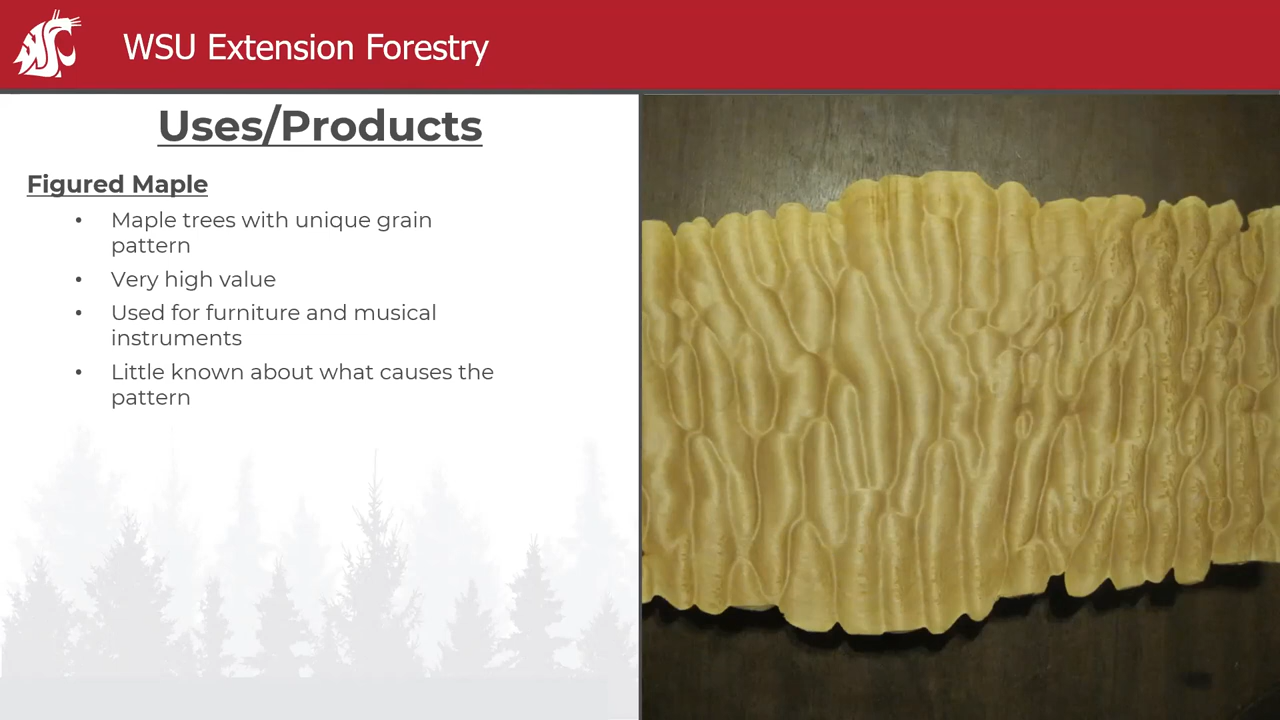 WSU Extension Forestry
Uses/Products
Figured Maple
• Maple trees with unique grain
pattern
• Very high value
• Used for furniture and musical
instruments
• Little known about what causes the
pattern